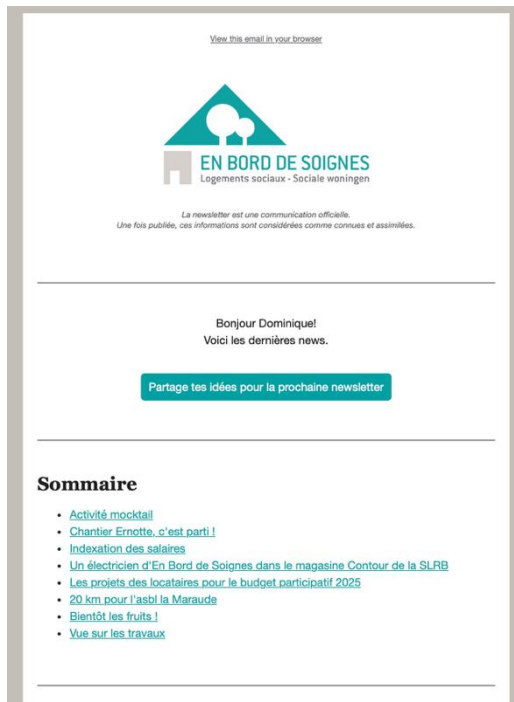 View this email in your browser
EN BORD DE SOIGNES
Logements sociaux - Sociale woningen
La newsletter est une communication officielle.
Une fois publiée, ces informations sont considérées comme connues et assimilées.
Bonjour Dominique!
Voici les dernières news.
Partage tes idées pour la prochaine newsletter
Sommaire
• Activité mocktail
• Chantier Ernotte, c'est parti !
• Indexation des salaires
• Un électricien d'En Bord de Soignes dans le magasine Contour de la SLRB
• Les projets des locataires pour le budget participatif 2025
• 20 km pour l'asbl la Maraude
• Bientôt les fruits !
• Vue sur les travaux